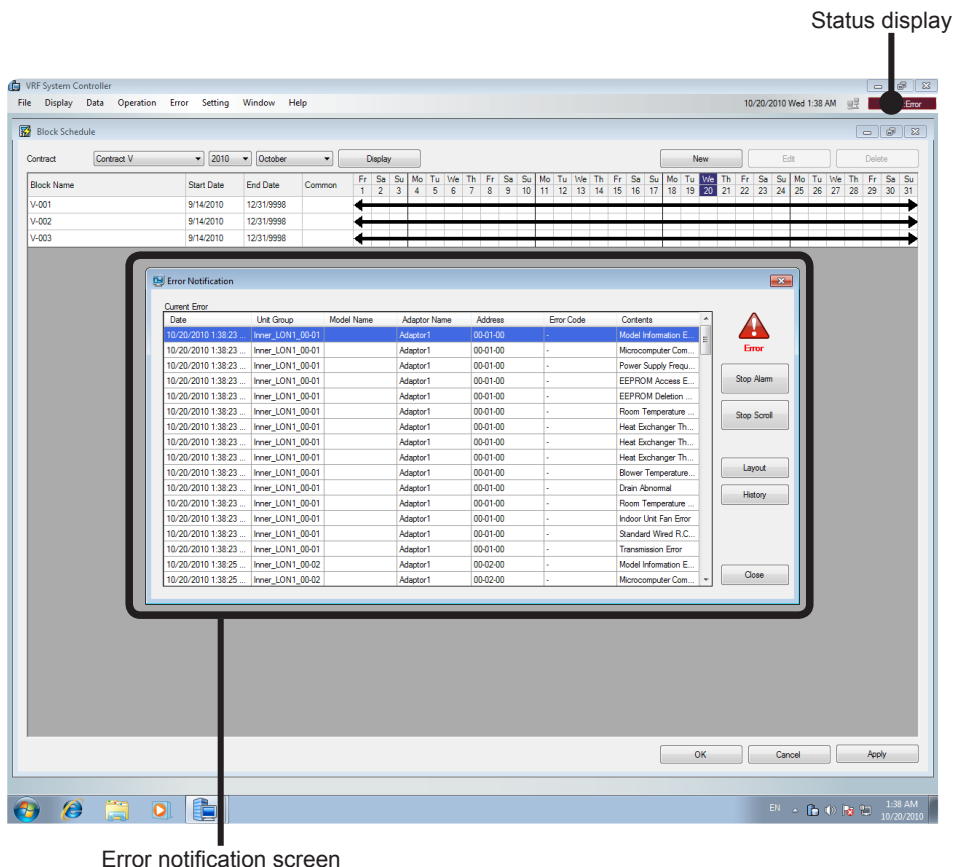 Status display
VRF System Controller
File Display Data Operation Error Setting Window Help 10/20/2010 Wed 1:38 AM :Error
Block Schedule
Contract Contract V 2010 October Display New Edit Delete
Block Name Start Date End Date Common Fr Sa Su Mo Tu We Th Fr Sa Su Mo Tu We Th Fr Sa Su Mo Tu We Th Fr Sa Su Mo Tu We Th Fr Sa Su
1 2 3 4 5 6 7 8 9 10 11 12 13 14 15 16 17 18 19 20 21 22 23 24 25 26 27 28 29 30 31
V-001 9/14/2010 12/31/9998
V-002 9/14/2010 12/31/9998
V-003 9/14/2010 12/31/9998
Error Notification
Current Error
Date Unit Group Model Name Adaptor Name Address Error Code Contents
10/20/2010 1:38:23 ... Inner_LON1_00-01 Adaptor1 00-01-00 - Model Information E...
10/20/2010 1:38:23 ... Inner_LON1_00-01 Adaptor1 00-01-00 - Microcomputer Com...
10/20/2010 1:38:23 ... Inner_LON1_00-01 Adaptor1 00-01-00 - Power Supply Frequ...
10/20/2010 1:38:23 ... Inner_LON1_00-01 Adaptor1 00-01-00 - EEPROM Access E...
10/20/2010 1:38:23 ... Inner_LON1_00-01 Adaptor1 00-01-00 - EEPROM Deletion ...
10/20/2010 1:38:23 ... Inner_LON1_00-01 Adaptor1 00-01-00 - Room Temperature ...
10/20/2010 1:38:23 ... Inner_LON1_00-01 Adaptor1 00-01-00 - Heat Exchanger Th...
10/20/2010 1:38:23 ... Inner_LON1_00-01 Adaptor1 00-01-00 - Heat Exchanger Th...
10/20/2010 1:38:23 ... Inner_LON1_00-01 Adaptor1 00-01-00 - Heat Exchanger Th...
10/20/2010 1:38:23 ... Inner_LON1_00-01 Adaptor1 00-01-00 - Blower Temperature...
10/20/2010 1:38:23 ... Inner_LON1_00-01 Adaptor1 00-01-00 - Drain Abnormal
10/20/2010 1:38:23 ... Inner_LON1_00-01 Adaptor1 00-01-00 - Room Temperature ...
10/20/2010 1:38:23 ... Inner_LON1_00-01 Adaptor1 00-01-00 - Indoor Unit Fan Error
10/20/2010 1:38:23 ... Inner_LON1_00-01 Adaptor1 00-01-00 - Standard Wired R.C...
10/20/2010 1:38:23 ... Inner_LON1_00-01 Adaptor1 00-01-00 - Transmission Error
10/20/2010 1:38:25 ... Inner_LON1_00-02 Adaptor1 00-02-00 - Model Information E...
10/20/2010 1:38:25 ... Inner_LON1_00-02 Adaptor1 00-02-00 - Microcomputer Com...
Error
Stop Alarm
Stop Scroll
Layout
History
Close
OK Cancel Apply
EN 1:38 AM
10/20/2010
Error notification screen